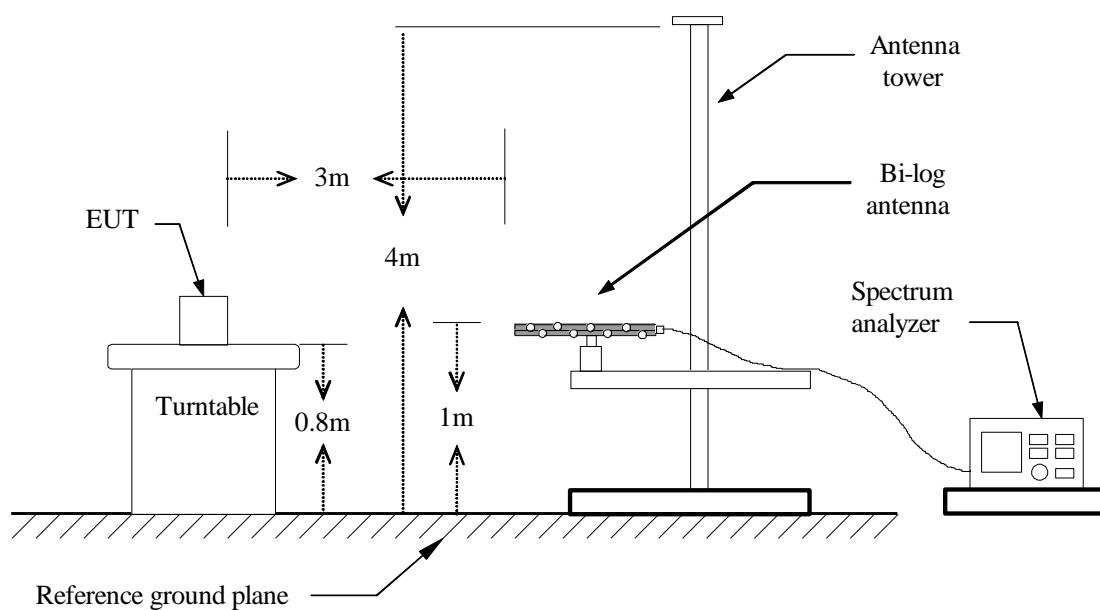 Antenna
tower
3m
Bi-log
antenna
EUT
4m
Spectrum
analyzer
Turntable
0.8m
1m
Reference ground plane